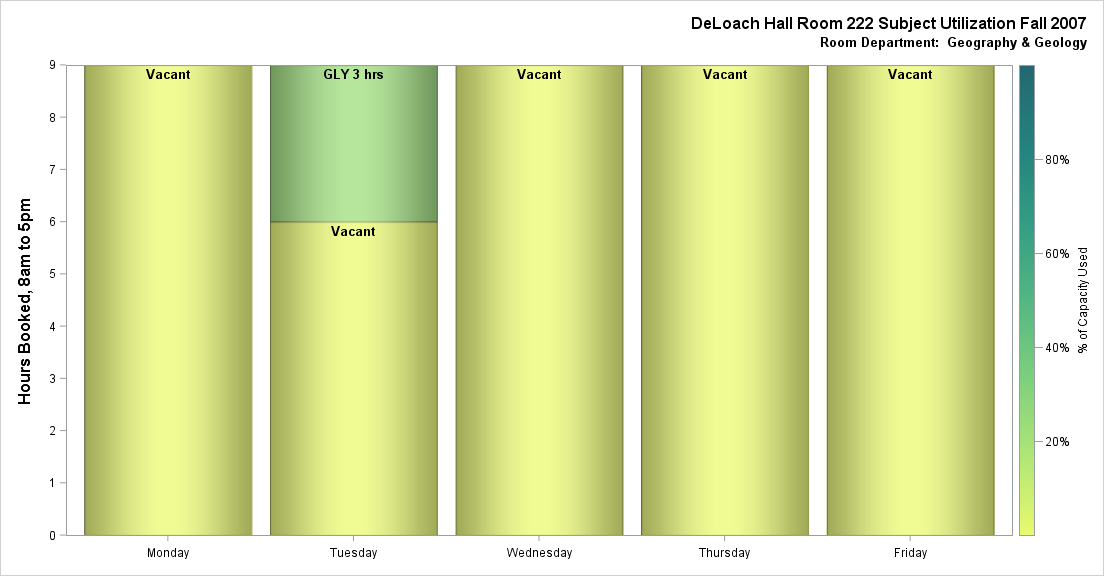 DeLoach Hall Room 222 Subject Utilization Fall 2007
Room Department:  Geography & Geology
Hours Booked, 8am to 5pm
9
8
7
6
5
4
3
2
1
0
Vacant
GLY 3 hrs
Vacant
Vacant
Vacant
Vacant
Monday
Tuesday
Wednesday
Thursday
Friday
80%
60%
40%
20%
% of Capacity Used